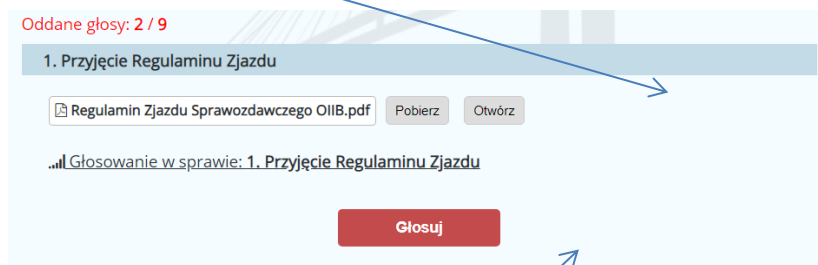 Oddane głosy: 2 / 9
1. Przyjęcie Regulaminu Zjazdu
Regulamin Zjazdu Sprawozdawczego OIIB.pdf Pobierz Otwórz
Głosowanie w sprawie: 1. Przyjęcie Regulaminu Zjazdu
Głosuj